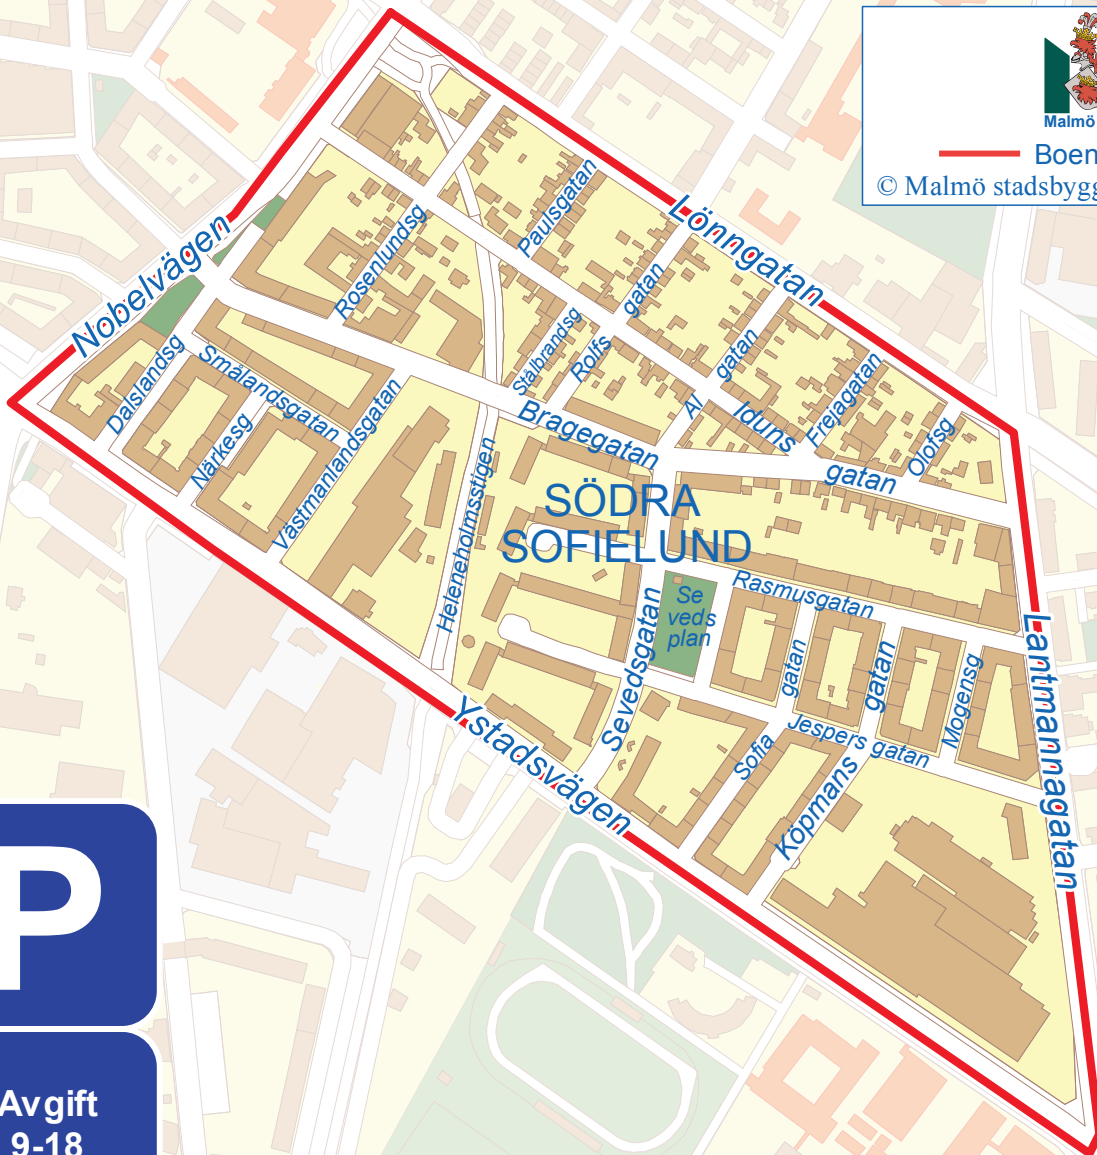 Malmö
Boen
© Malmö stadsbygg
Nobelvägen
Lönngatan
Paulsgatan
Rosenlundsg
gatan
Stålbrandsg
Rolfs
gatan
Dalslandsg
Smålandsgatan
Närkesg
Västmanlandsgatan
Bragegatan
Al
Iduns
gatan
Frejagatan
Olofsg
Heleneholmsstigen
SÖDRA
SOFIELUND
Se
veds
plan
Rasmusgatan
Sevedsgatan
gatan
gatan
Mogensg
Lantmannagatan
Jespers gatan
Sofia
Köpmans
Ystadsvägen
P
Avgift
9-18